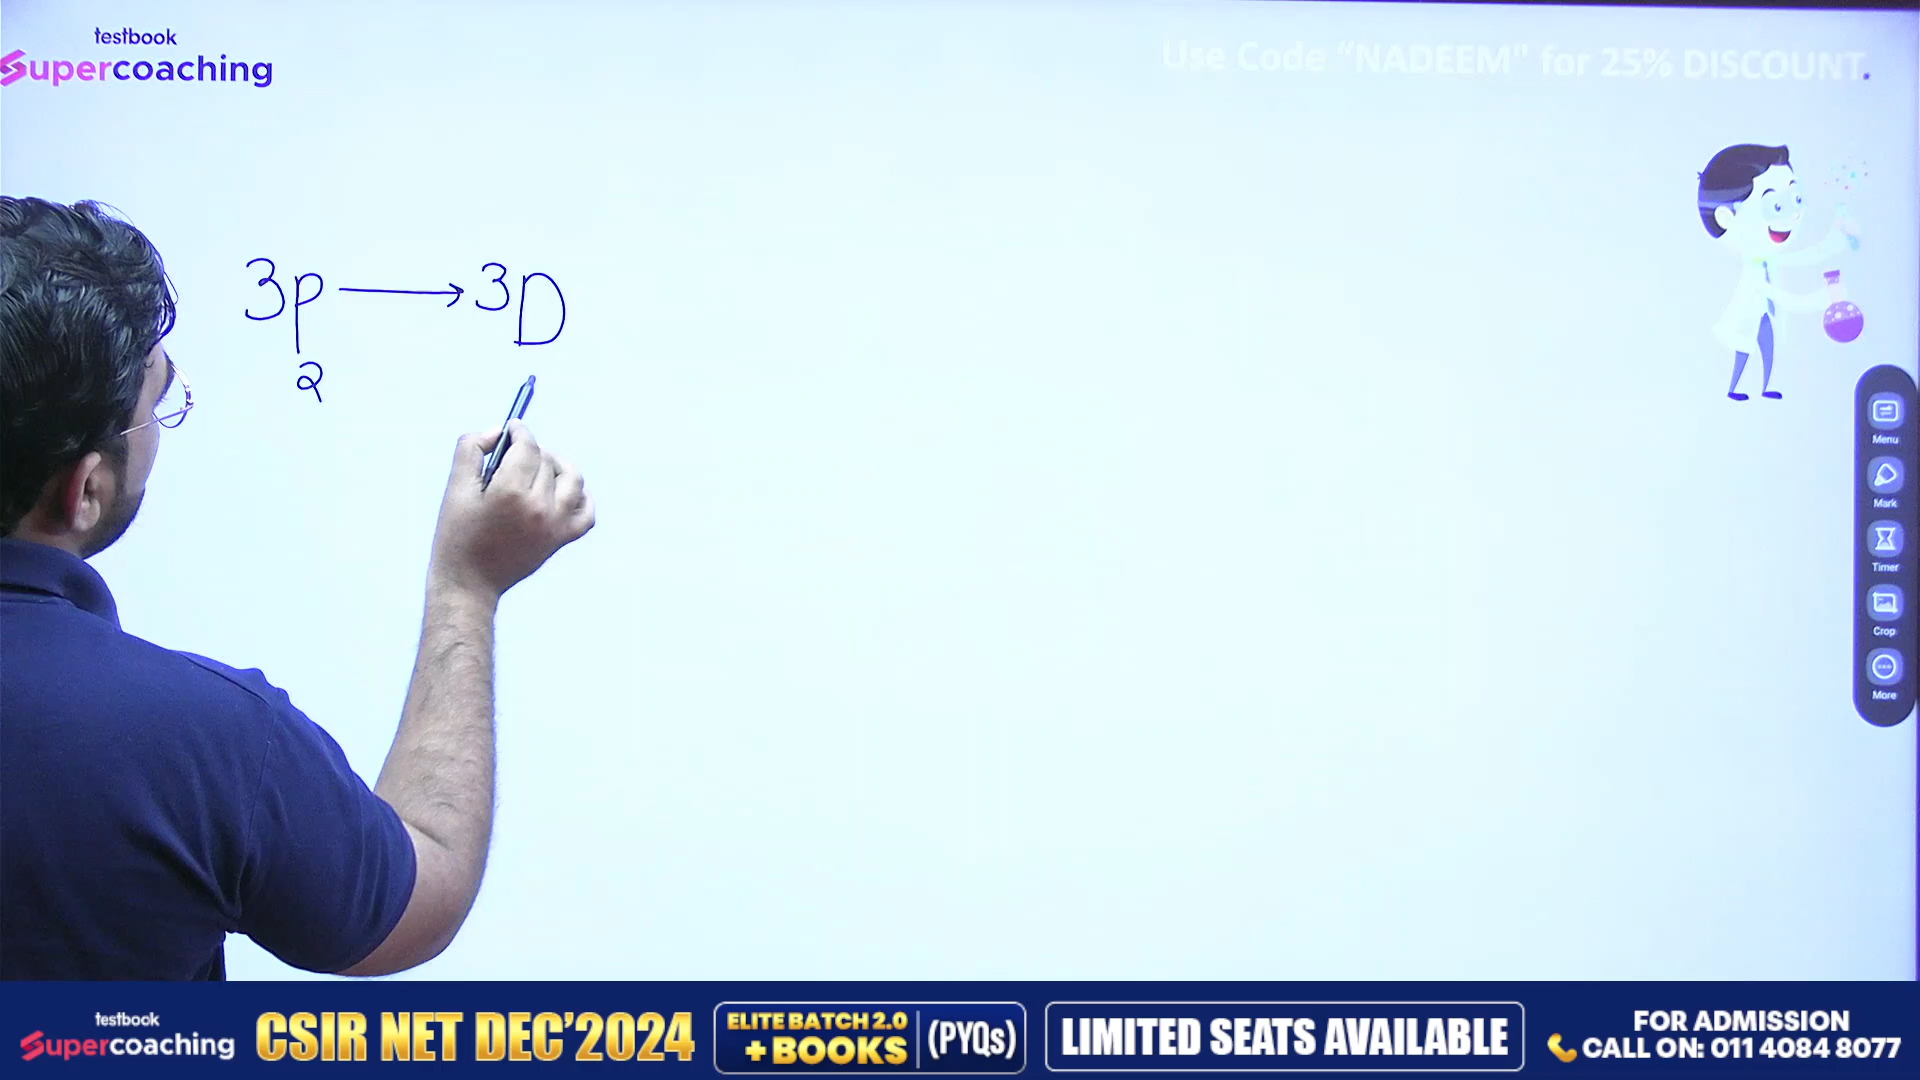 testbook
Supercoaching
Use Code “NADEEM" for 25% DISCOUNT.
3P → 3D
2
Menu
Mark
Timer
Crop
More
testbook
Supercoaching
CSIR NET DEC’2024
ELITE BATCH 2.0
+ BOOKS
(PYQs)
LIMITED SEATS AVAILABLE
FOR ADMISSION
CALL ON: 011 4084 8077